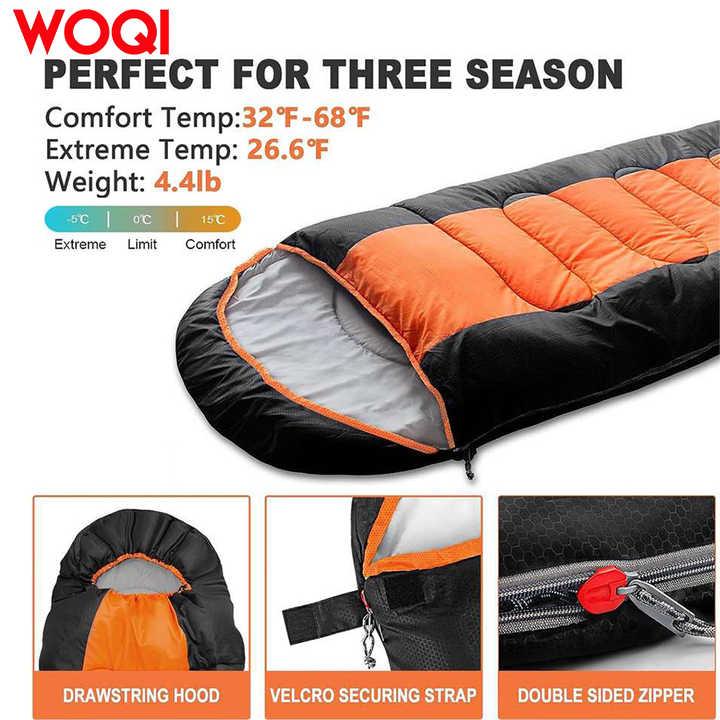 WOQI
PERFECT FOR THREE SEASON
Comfort Temp:32℉-68℉
Extreme Temp: 26.6℉
Weight: 4.4lb
-5℃ 0℃ 15℃
Extreme Limit Comfort
DRAWSTRING HOOD
VELCRO SECURING STRAP
DOUBLE SIDED ZIPPER